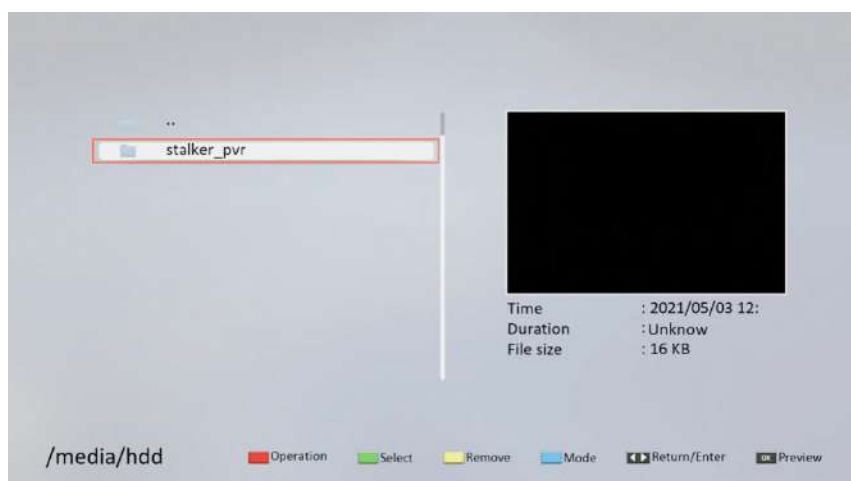 ..
stalker_pvr
Time : 2021/05/03 12:
Duration : Unknow
File size : 16 KB
/media/hdd Operation Select Remove Mode Return/Enter OK Preview